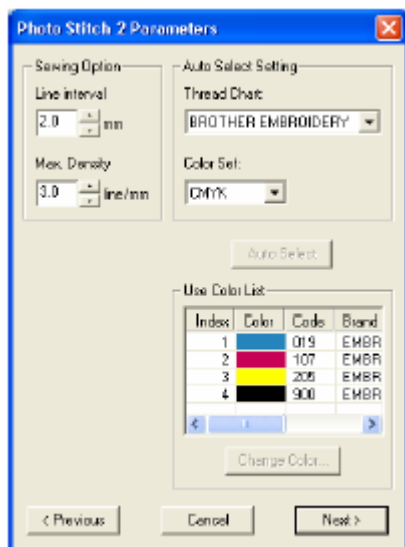 Photo Stitch 2 Parameters
Sewing Option
Line interval
2.0 mm
Max. Density
3.0 line/mm
Auto Select Setting
Thread Chart:
BROTHER EMBROIDERY
Color Set:
CMYK
Auto Select
Use Color List
Index Color Code Brand
1 019 EMBR
2 107 EMBR
3 205 EMBR
4 900 EMBR
Change Color...
< Previous Cancel Next >